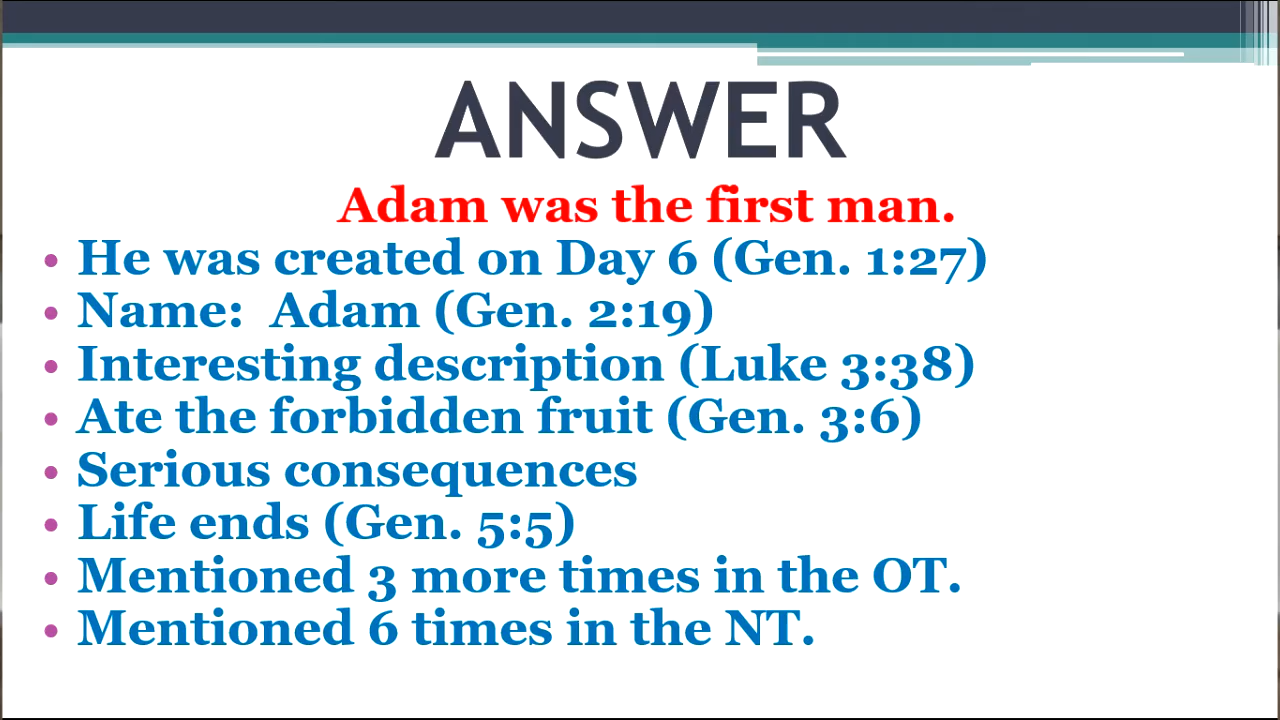 ANSWER
Adam was the first man.
• He was created on Day 6 (Gen. 1:27)
• Name:  Adam (Gen. 2:19)
• Interesting description (Luke 3:38)
• Ate the forbidden fruit (Gen. 3:6)
• Serious consequences
• Life ends (Gen. 5:5)
• Mentioned 3 more times in the OT.
• Mentioned 6 times in the NT.